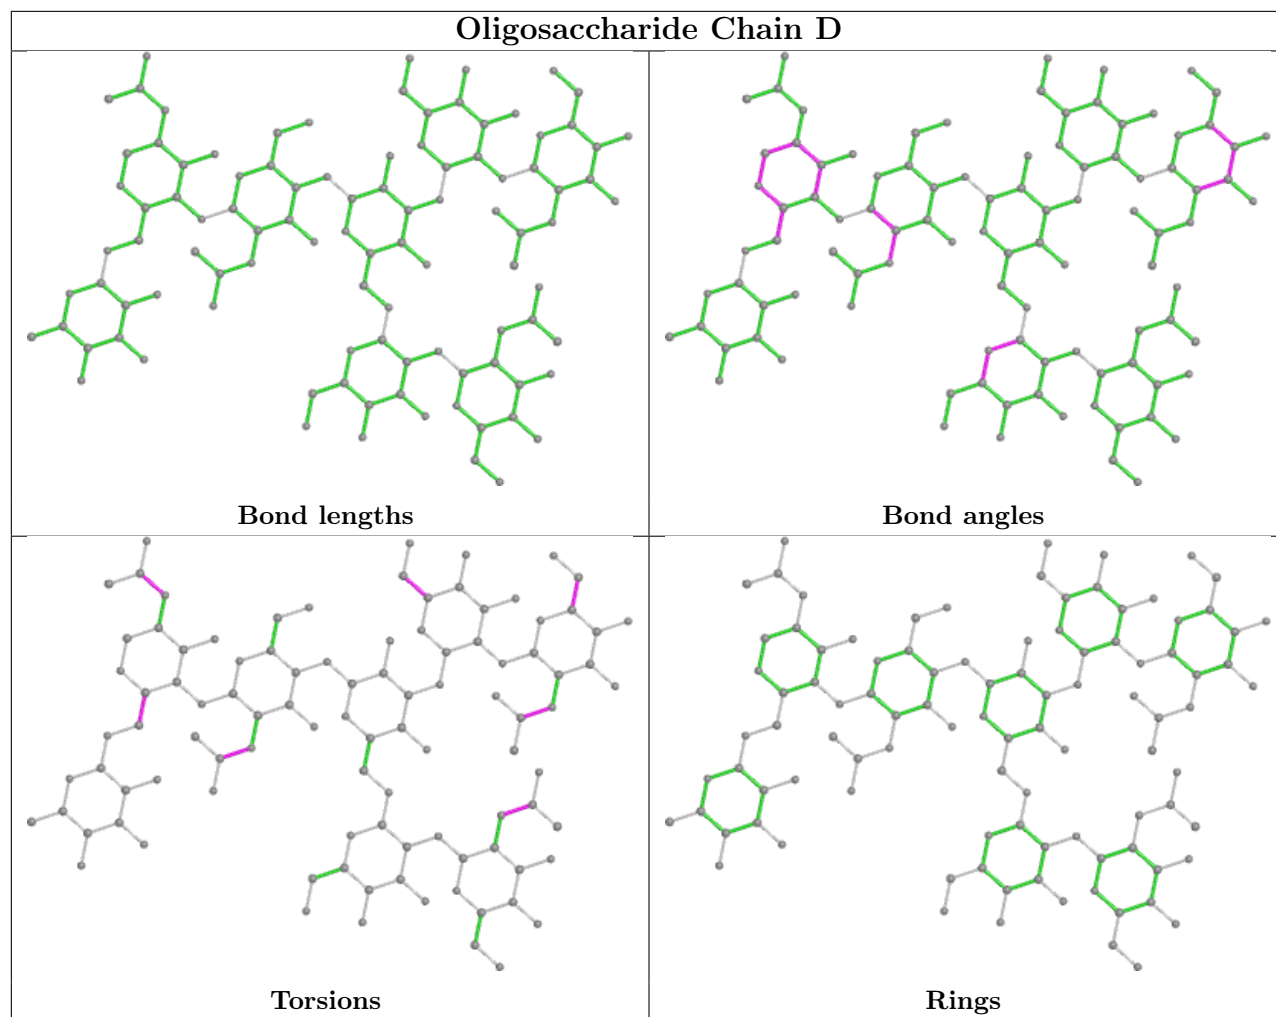 Oligosaccharide Chain D
Bond lengths
Bond angles
Torsions
Rings